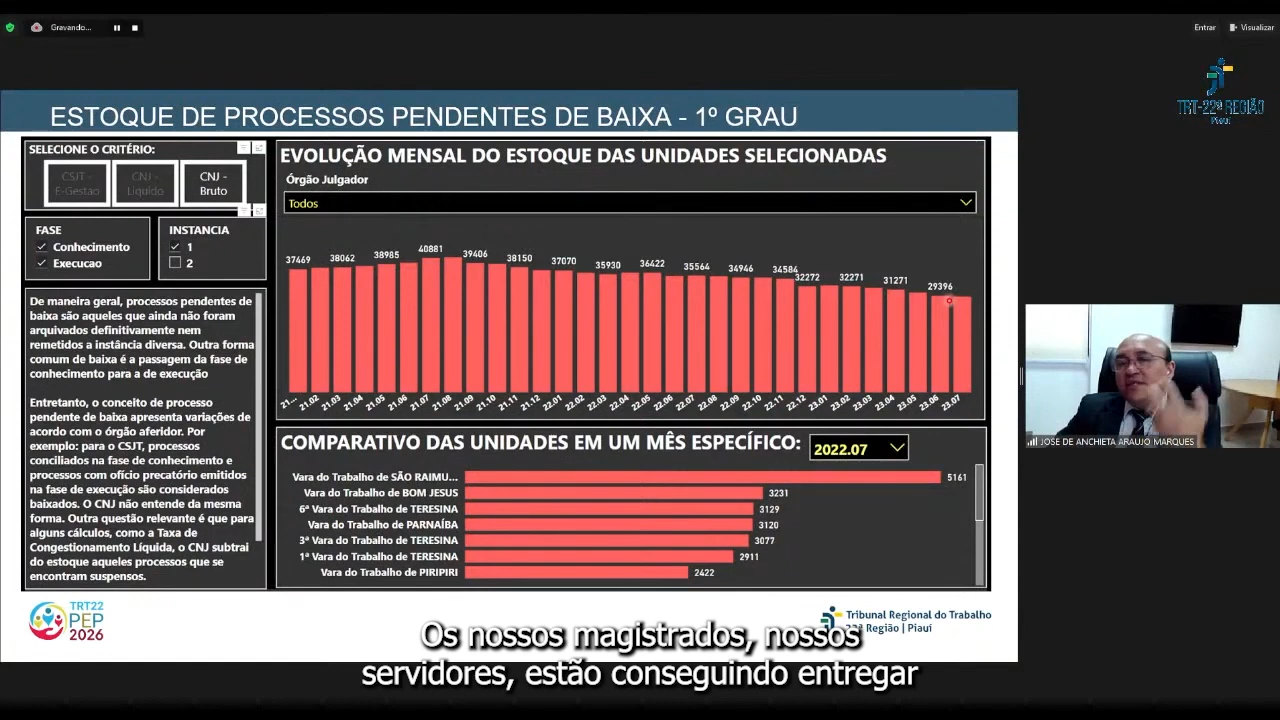 Gravando...
Entrar
Visualizar
TRT-22ª REGIÃO
Piauí
ESTOQUE DE PROCESSOS PENDENTES DE BAIXA - 1º GRAU
SELECIONE O CRITÉRIO:
CSJT -
E-Gestao
CNJ -
Liquido
CNJ -
Bruto
FASE
Conhecimento
Execucao
INSTANCIA
1
2
De maneira geral, processos pendentes de
baixa são aqueles que ainda não foram
arquivados definitivamente nem
remetidos a instância diversa. Outra forma
comum de baixa é a passagem da fase de
conhecimento para a de execução
Entretanto, o conceito de processo
pendente de baixa apresenta variações de
acordo com o órgão aferidor. Por
exemplo: para o CSJT, processos
conciliados na fase de conhecimento e
processos com ofício precatório emitidos
na fase de execução são considerados
baixados. O CNJ não entende da mesma
forma. Outra questão relevante é que para
alguns cálculos, como a Taxa de
Congestionamento Líquida, o CNJ subtrai
do estoque aqueles processos que se
encontram suspensos.
EVOLUÇÃO MENSAL DO ESTOQUE DAS UNIDADES SELECIONADAS
Órgão Julgador
Todos
37469 38062 38985 40881 39406 38150 37070 35930 36422 35564 34946 34584 32272 32271 31271 29396
21.... 21.02 21.03 21.04 21.05 21.06 21.07 21.08 21.09 21.10 21.11 21.12 22.01 22.02 22.03 22.04 22.05 22.06 22.07 22.08 22.09 22.10 22.11 22.12 23.01 23.02 23.03 23.04 23.05 23.06 23.07
COMPARATIVO DAS UNIDADES EM UM MÊS ESPECÍFICO: 2022.07
Vara do Trabalho de SÃO RAIMU... 5161
Vara do Trabalho de BOM JESUS 3231
6ª Vara do Trabalho de TERESINA 3129
Vara do Trabalho de PARNAÍBA 3120
3ª Vara do Trabalho de TERESINA 3077
1ª Vara do Trabalho de TERESINA 2911
Vara do Trabalho de PIRIPIRI 2422
JOSE DE ANCHIETA ARAUJO MARQUES
TRT22
PEP
2026
Tribunal Regional do Trabalho
22ª Região | Piauí
Os nossos magistrados, nossos
servidores, estão conseguindo entregar